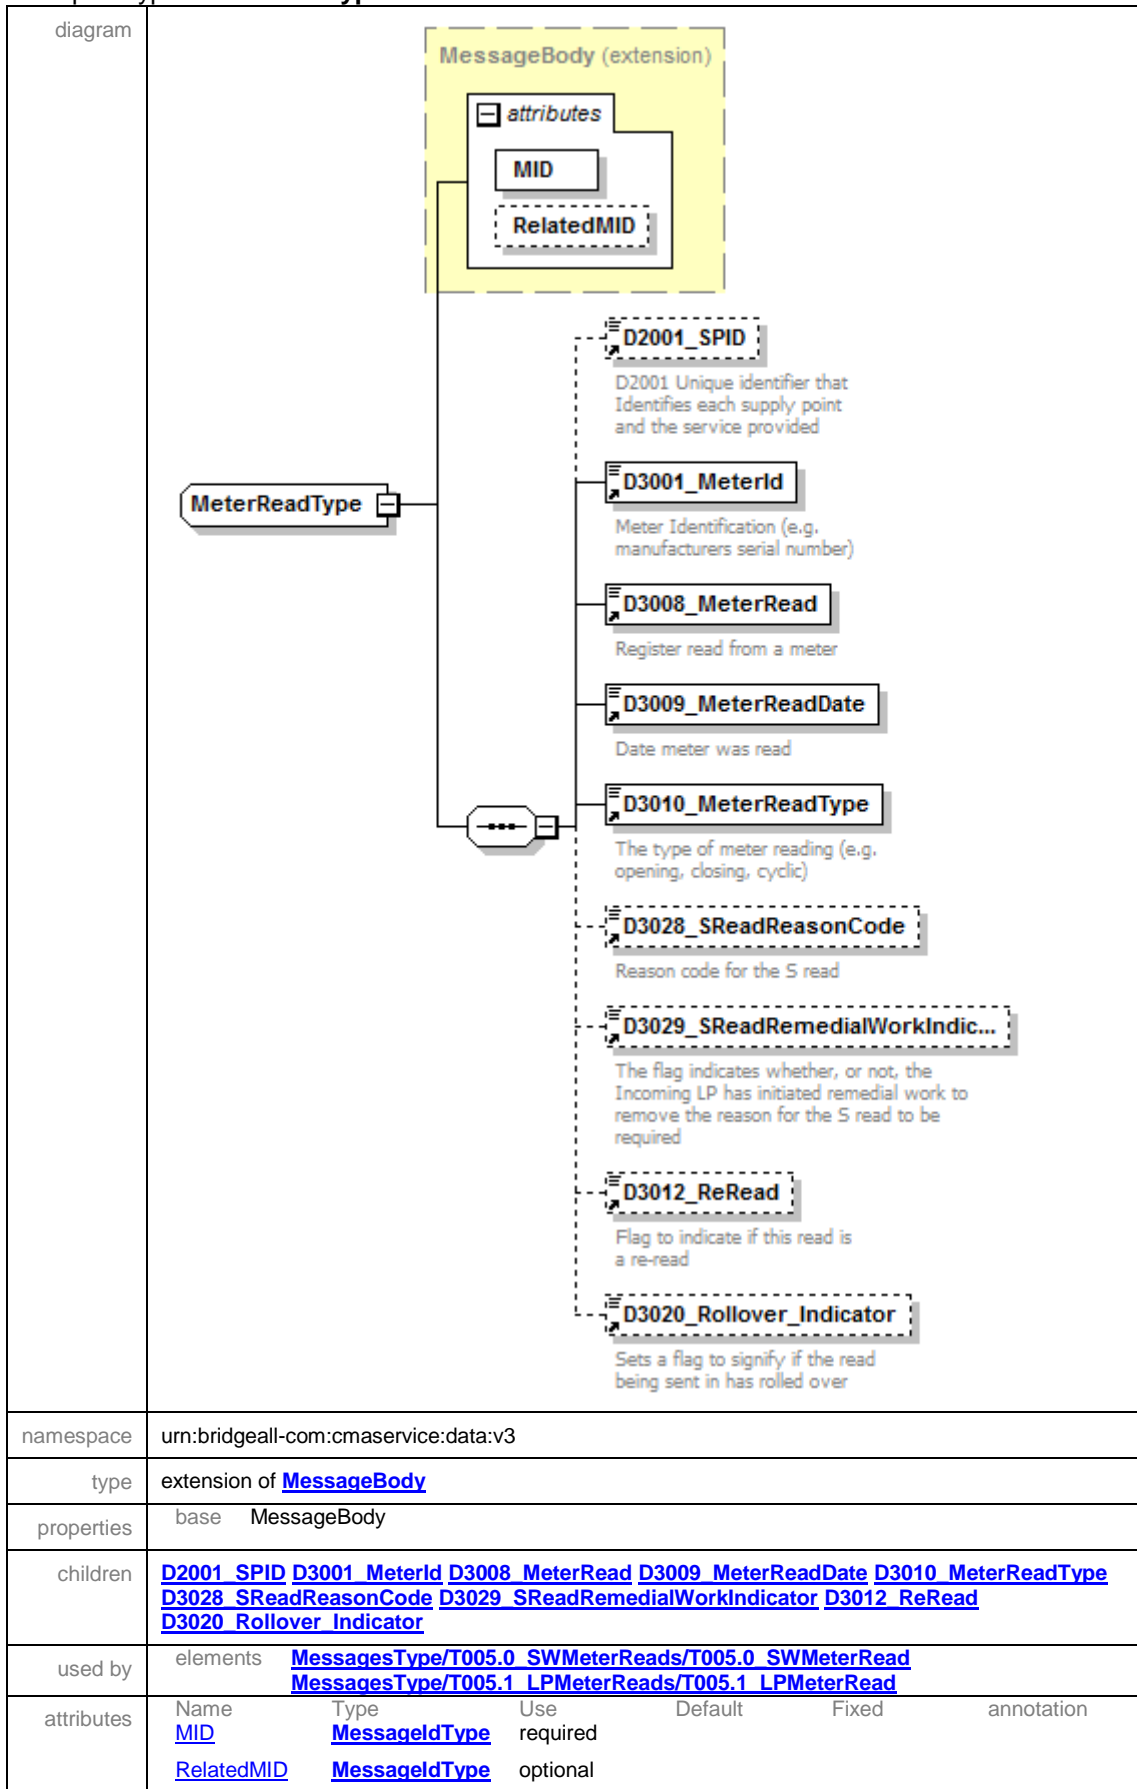 diagram
MessageBody (extension)
attributes
MID
RelatedMID
D2001_SPID
D2001 Unique identifier that
Identifies each supply point
and the service provided
MeterReadType
D3001_MeterId
Meter Identification (e.g.
manufacturers serial number)
D3008_MeterRead
Register read from a meter
D3009_MeterReadDate
Date meter was read
D3010_MeterReadType
The type of meter reading (e.g.
opening, closing, cyclic)
D3028_SReadReasonCode
Reason code for the S read
D3029_SReadRemedialWorkIndic...
The flag indicates whether, or not, the
Incoming LP has initiated remedial work to
remove the reason for the S read to be
required
D3012_ReRead
Flag to indicate if this read is
a re-read
D3020_Rollover_Indicator
Sets a flag to signify if the read
being sent in has rolled over
namespace urn:bridgeall-com:cmaservice:data:v3
type extension of MessageBody
properties base MessageBody
children D2001_SPID D3001_MeterId D3008_MeterRead D3009_MeterReadDate D3010_MeterReadType
D3028_SReadReasonCode D3029_SReadRemedialWorkIndicator D3012_ReRead
D3020_Rollover_Indicator
used by elements MessagesType/T005.0_SWMeterReads/T005.0_SWMeterRead
MessagesType/T005.1_LPMeterReads/T005.1_LPMeterRead
attributes Name Type Use Default Fixed annotation
MID MessageIdType required
RelatedMID MessageIdType optional